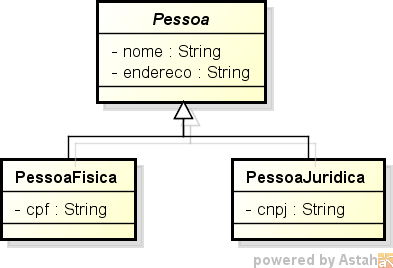 Pessoa
- nome : String
- endereco : String
PessoaFisica
- cpf : String
PessoaJuridica
- cnpj : String
powered by Astah